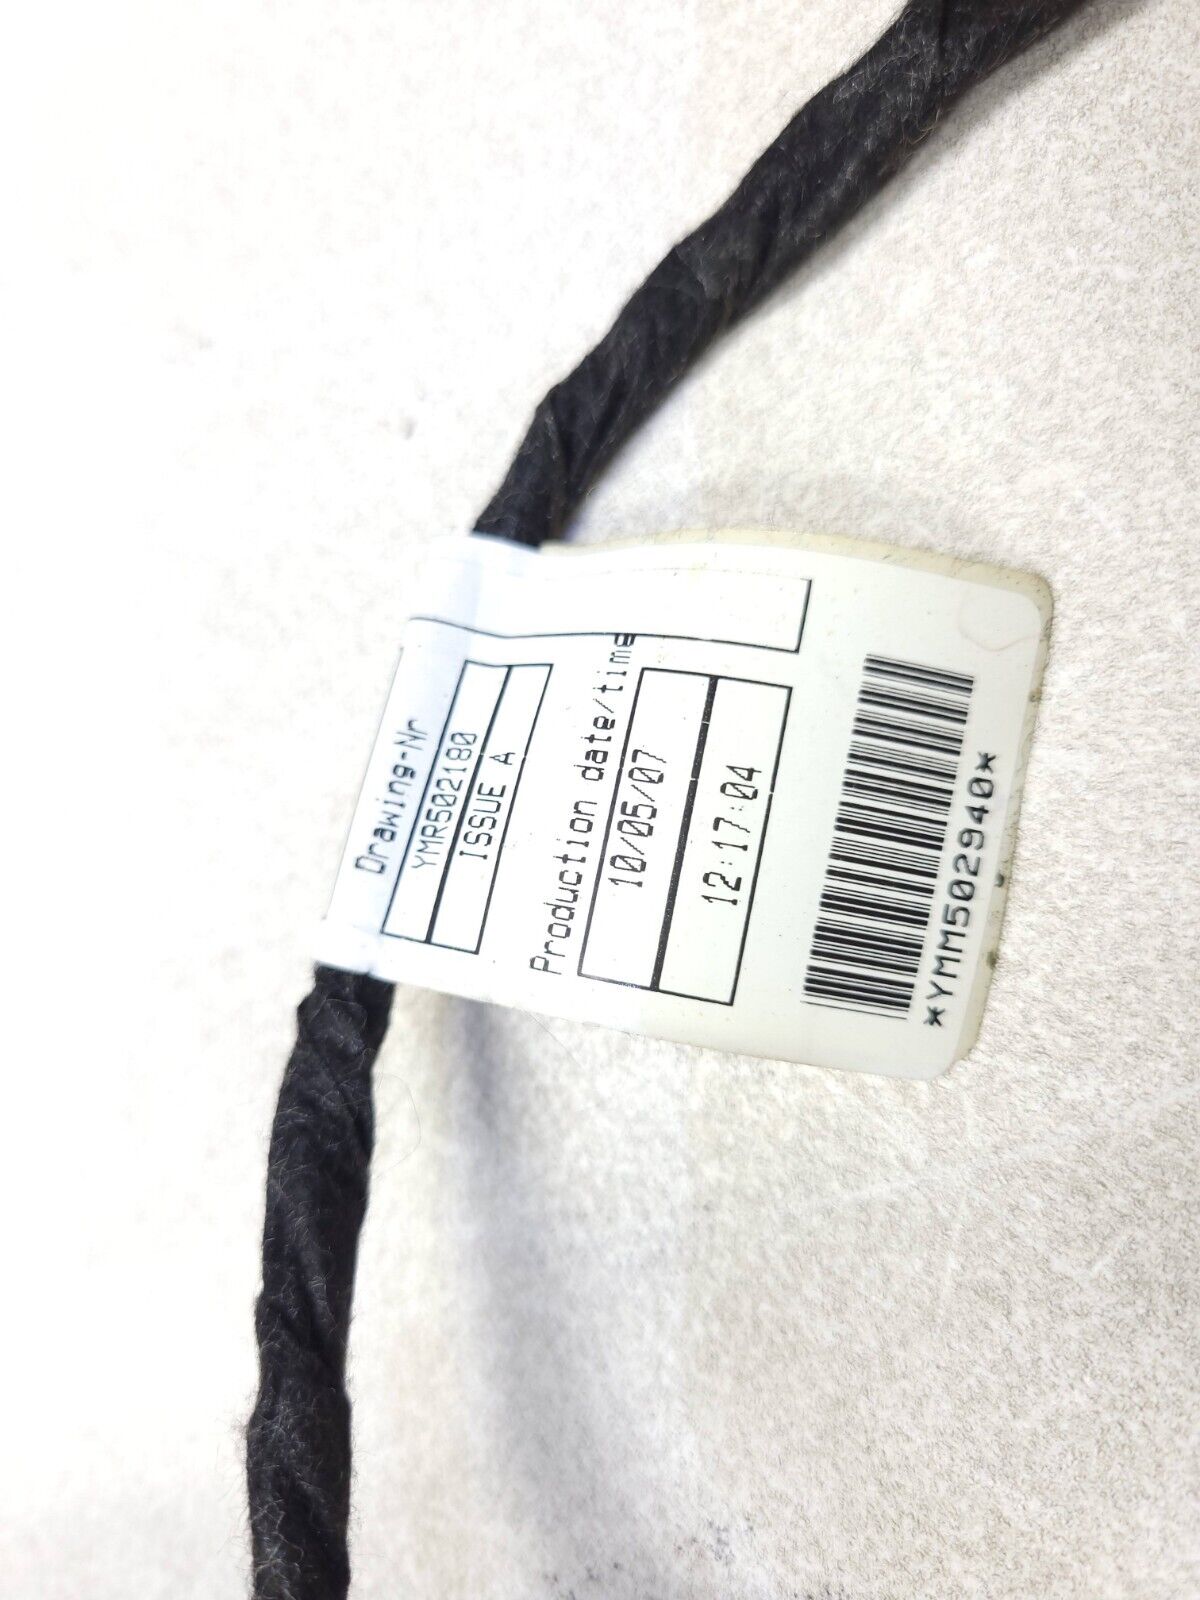 Drawing-Nr
YMR502180
ISSUE A
Production date/time
10/05/07
12:17:04
*YMM502940*